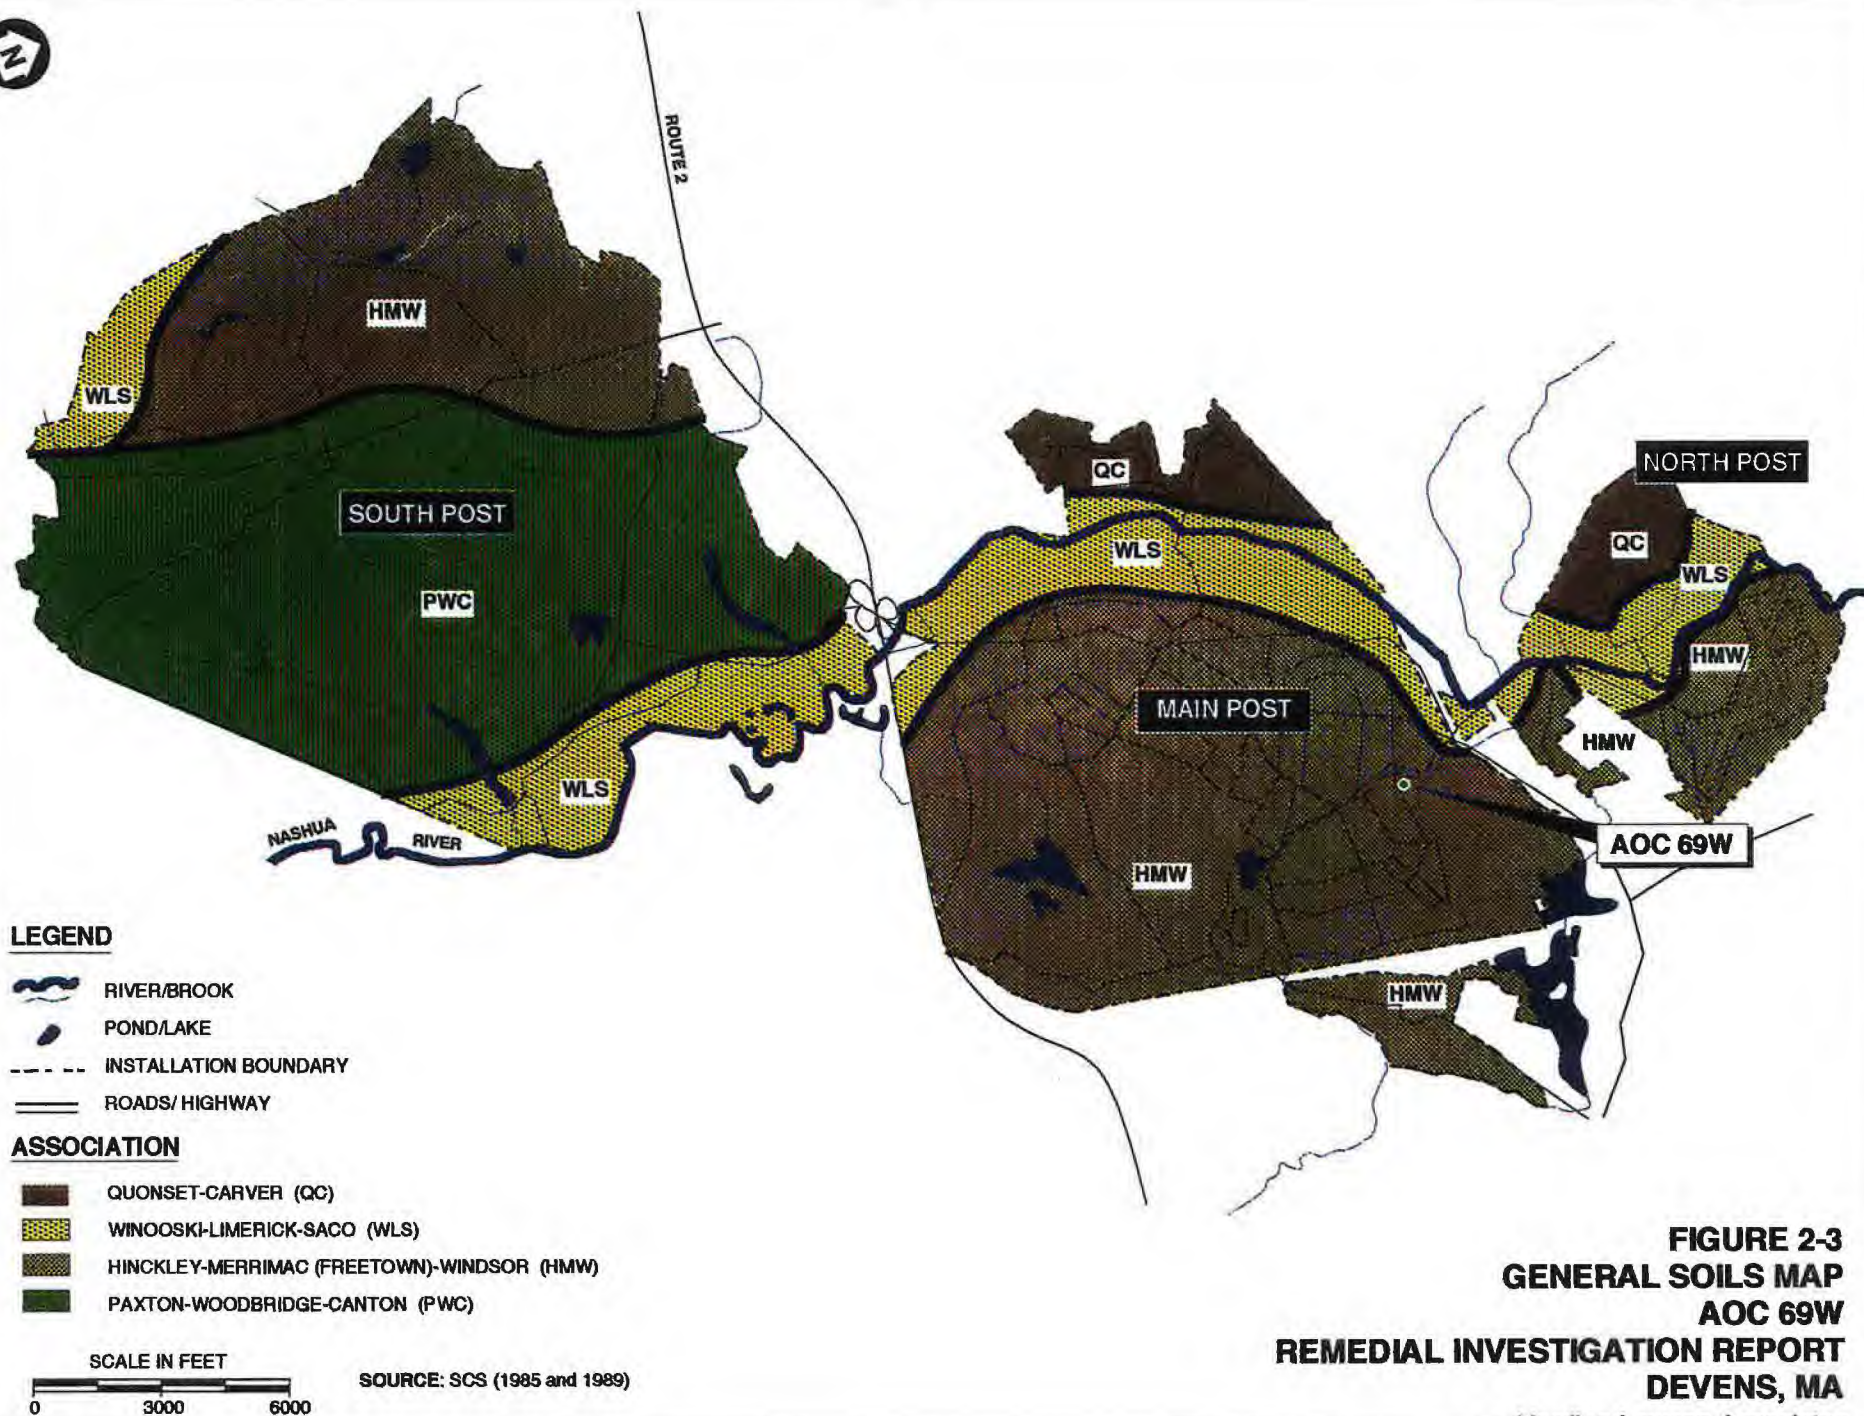 N
ROUTE 2
HMW
WLS
SOUTH POST
PWC
WLS
NASHUA RIVER
QC
WLS
MAIN POST
HMW
HMW
NORTH POST
QC
WLS
HMW
HMW
AOC 69W
LEGEND
RIVER/BROOK
POND/LAKE
INSTALLATION BOUNDARY
ROADS/ HIGHWAY
ASSOCIATION
QUONSET-CARVER (QC)
WINOOSKI-LIMERICK-SACO (WLS)
HINCKLEY-MERRIMAC (FREETOWN)-WINDSOR (HMW)
PAXTON-WOODBRIDGE-CANTON (PWC)
SCALE IN FEET
0 3000 6000
SOURCE: SCS (1985 and 1989)
FIGURE 2-3
GENERAL SOILS MAP
AOC 69W
REMEDIAL INVESTIGATION REPORT
DEVENS, MA